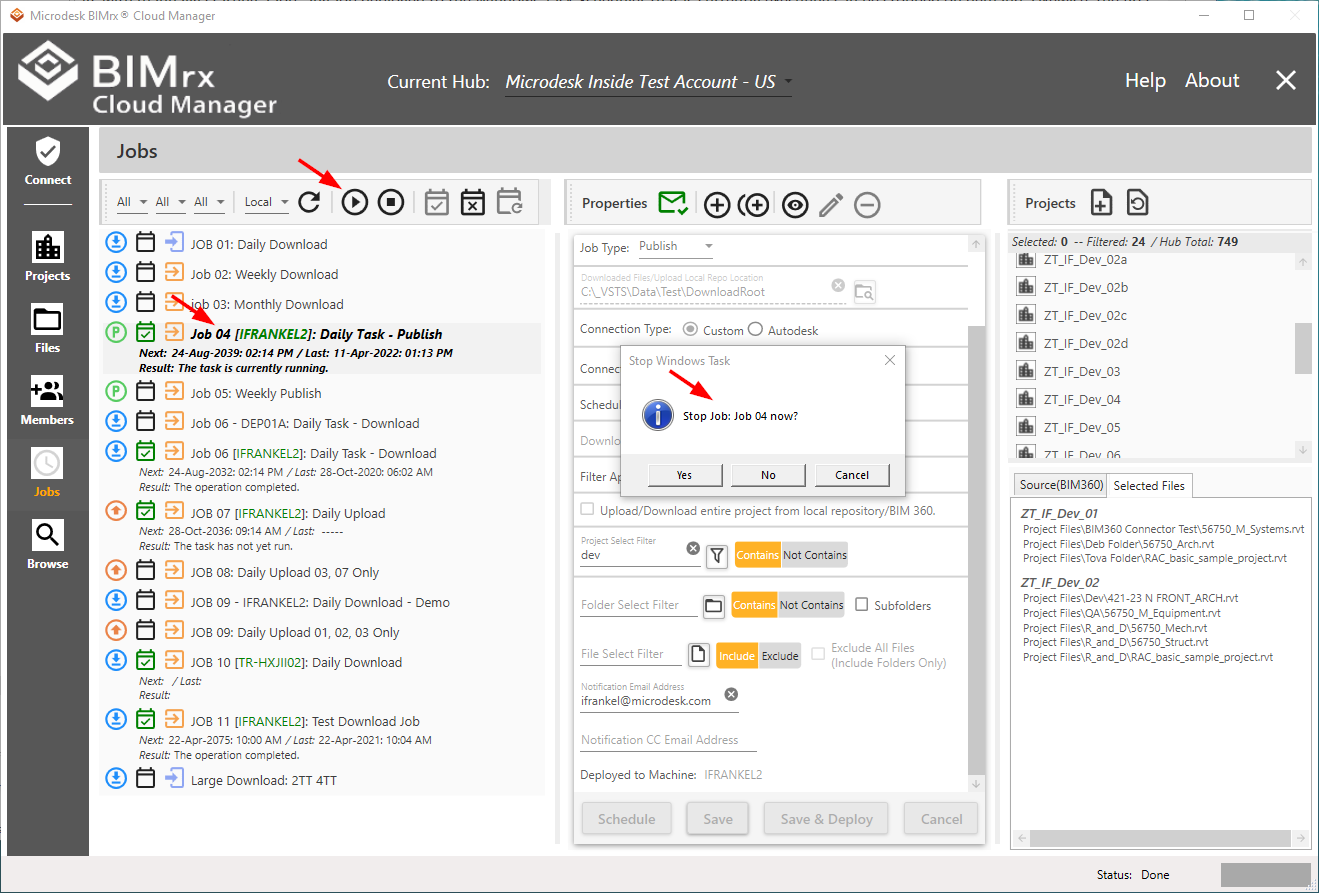 Microdesk BIMrx® Cloud Manager
BIMrx
Cloud Manager
Current Hub: Microdesk Inside Test Account - US
Help About
Connect
Projects
Files
Members
Jobs
Browse
Jobs
All All All Local
JOB 01: Daily Download
Job 02: Weekly Download
job 03: Monthly Download
Job 04 [IFRANKEL2]: Daily Task - Publish
Next: 24-Aug-2039: 02:14 PM / Last: 11-Apr-2022: 01:13 PM
Result: The task is currently running.
Job 05: Weekly Publish
Job 06 - DEP01A: Daily Task - Download
Job 06 [IFRANKEL2]: Daily Task - Download
Next: 24-Aug-2032: 02:14 PM / Last: 28-Oct-2020: 06:02 AM
Result: The operation completed.
JOB 07 [IFRANKEL2]: Daily Upload
Next: 28-Oct-2036: 09:14 AM / Last: -----
Result: The task has not yet run.
JOB 08: Daily Upload 03, 07 Only
JOB 09 - IFRANKEL2: Daily Download - Demo
JOB 09: Daily Upload 01, 02, 03 Only
JOB 10 [TR-HXJII02]: Daily Download
Next: / Last:
Result:
JOB 11 [IFRANKEL2]: Test Download Job
Next: 22-Apr-2075: 10:00 AM / Last: 22-Apr-2021: 10:04 AM
Result: The operation completed.
Large Download: 2TT 4TT
Properties
Job Type: Publish
Downloaded Files/Upload Local Repo Location
C:\_VSTS\Data\Test\DownloadRoot
Connection Type: Custom Autodesk
Connec
Schedul
Downlo
Filter Ap
Stop Windows Task
Stop Job: Job 04 now?
Yes No Cancel
Upload/Download entire project from local repository/BIM 360.
Project Select Filter
dev
Contains Not Contains
Folder Select Filter Contains Not Contains Subfolders
File Select Filter Include Exclude Exclude All Files
(Include Folders Only)
Notification Email Address
ifrankel@microdesk.com
Notification CC Email Address
Deployed to Machine: IFRANKEL2
Schedule Save Save & Deploy Cancel
Projects
Selected: 0 -- Filtered: 24 / Hub Total: 749
ZT_IF_Dev_02a
ZT_IF_Dev_02b
ZT_IF_Dev_02c
ZT_IF_Dev_02d
ZT_IF_Dev_03
ZT_IF_Dev_04
ZT_IF_Dev_05
ZT_IF_Dev_06
Source(BIM360) Selected Files
ZT_IF_Dev_01
Project Files\BIM360 Connector Test\56750_M_Systems.rvt
Project Files\Deb Folder\56750_Arch.rvt
Project Files\Tova Folder\RAC_basic_sample_project.rvt
ZT_IF_Dev_02
Project Files\Dev\421-23 N FRONT_ARCH.rvt
Project Files\QA\56750_M_Equipment.rvt
Project Files\R_and_D\56750_Mech.rvt
Project Files\R_and_D\56750_Struct.rvt
Project Files\R_and_D\RAC_basic_sample_project.rvt
Status: Done